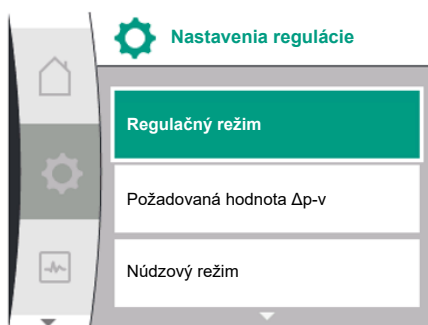 Nastavenia regulácie
Regulačný režim
Požadovaná hodnota Δp-v
Núdzový režim